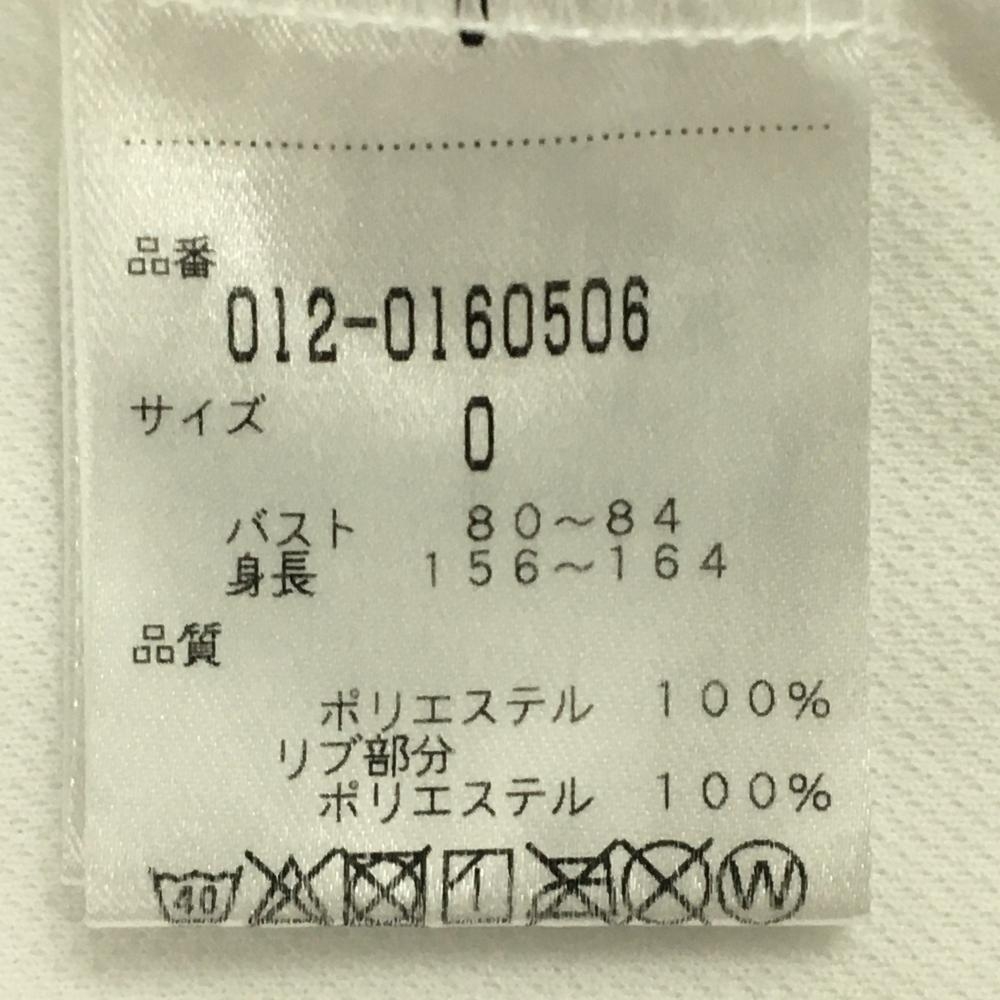 品番
012-0160506
サイズ 0
バスト 80~84
身長 156~164
品質
ポリエステル 100%
リブ部分
ポリエステル 100%
40 W